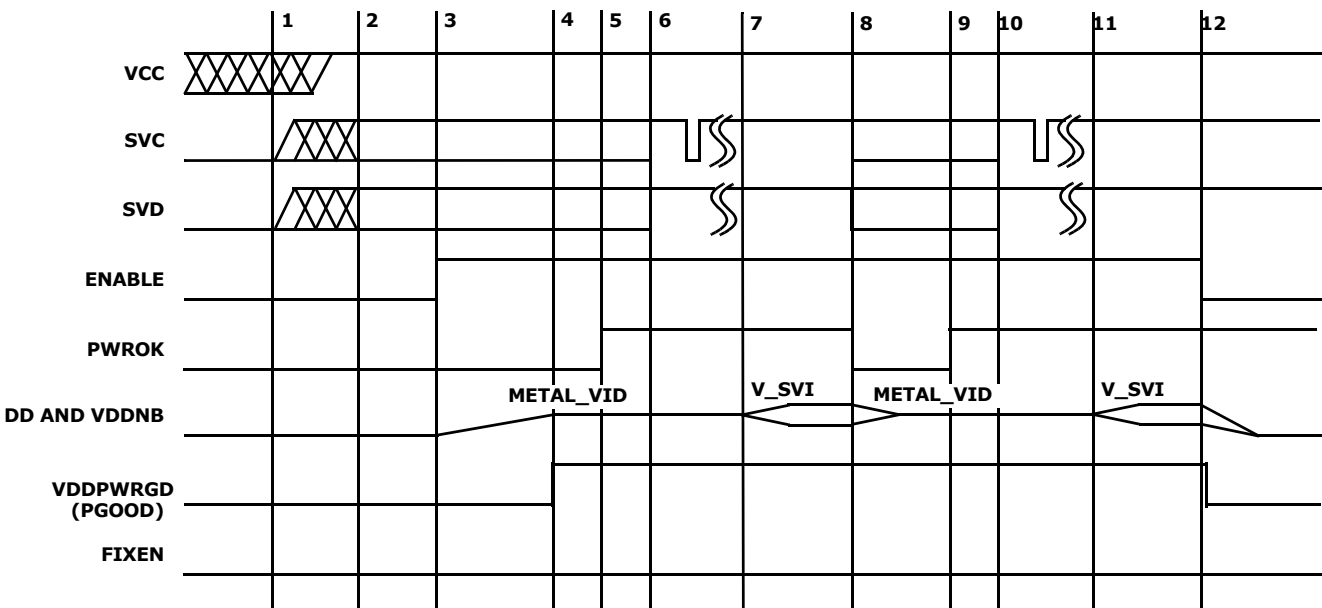 1 2 3 4 5 6 7 8 9 10 11 12
VCC
SVC
SVD
ENABLE
PWROK
METAL_VID V_SVI METAL_VID V_SVI
DD AND VDDNB
VDDPWRGD
(PGOOD)
FIXEN